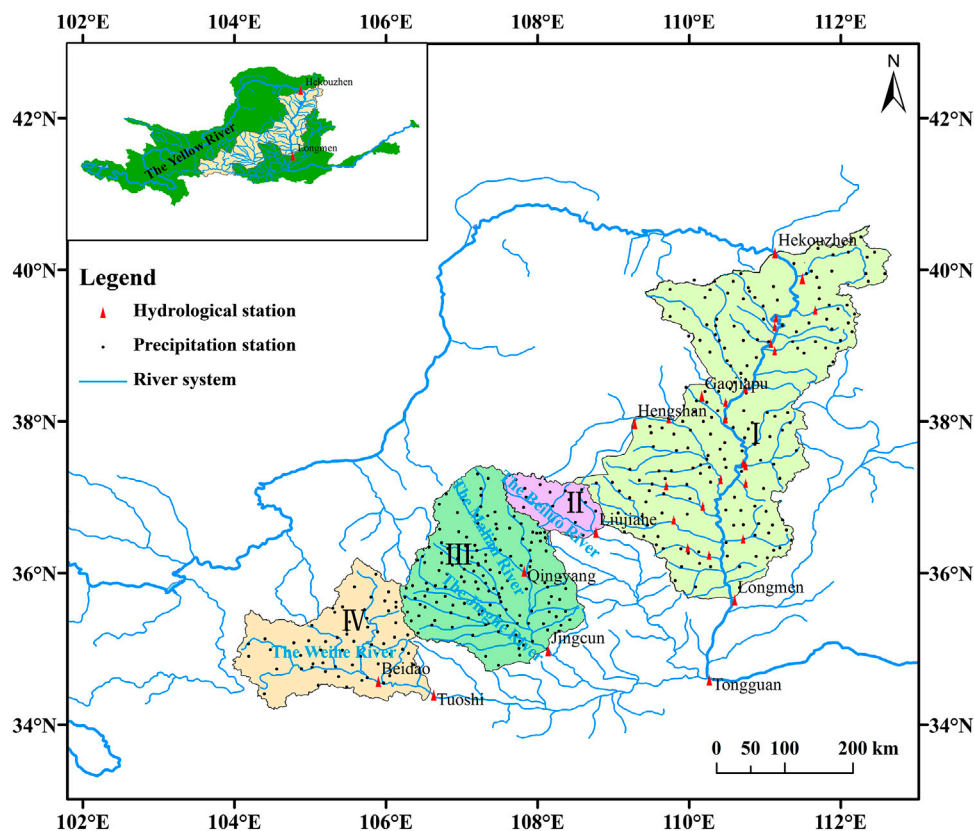 102°E 104°E 106°E 108°E 110°E 112°E
N
Hekouzhen
Longmen
The Yellow River
42°N 42°N
Hekouzhen
40°N 40°N
Legend
Hydrological station
Precipitation station
River system
Gaojiapu
Hengshan
38°N 38°N
I
The Beiluo River
II
Liujiahe
The Malian River
III
Qingyang
36°N 36°N
Longmen
The Jinghe River
Jingcun
IV
The Weihe River
Beidao
Tuoshi
Tongguan
34°N 34°N
0 50 100 200 km
102°E 104°E 106°E 108°E 110°E 112°E